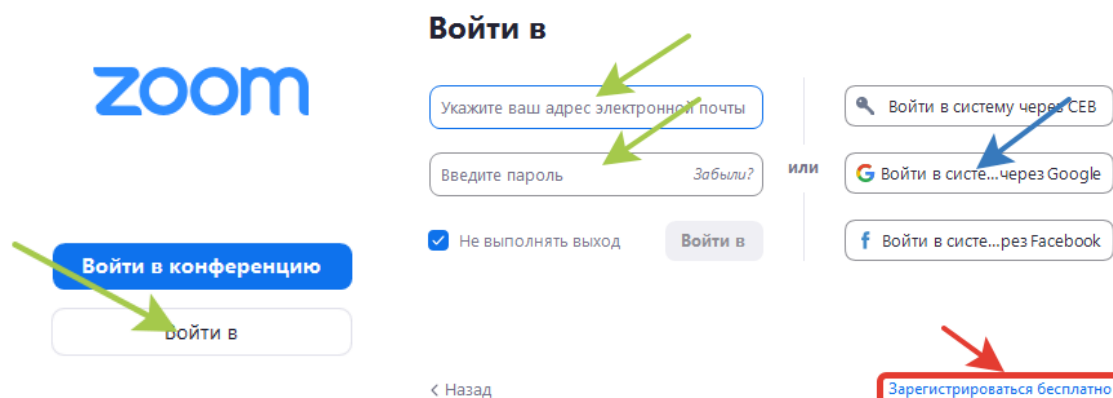 zoom
Войти в конференцию
Войти в
Войти в
Укажите ваш адрес электронной почты
Введите пароль
Забыли?
Не выполнять выход
Войти в
или
Войти в систему через СЕВ
Войти в систе...через Google
Войти в систе...рез Facebook
< Назад
Зарегистрироваться бесплатно